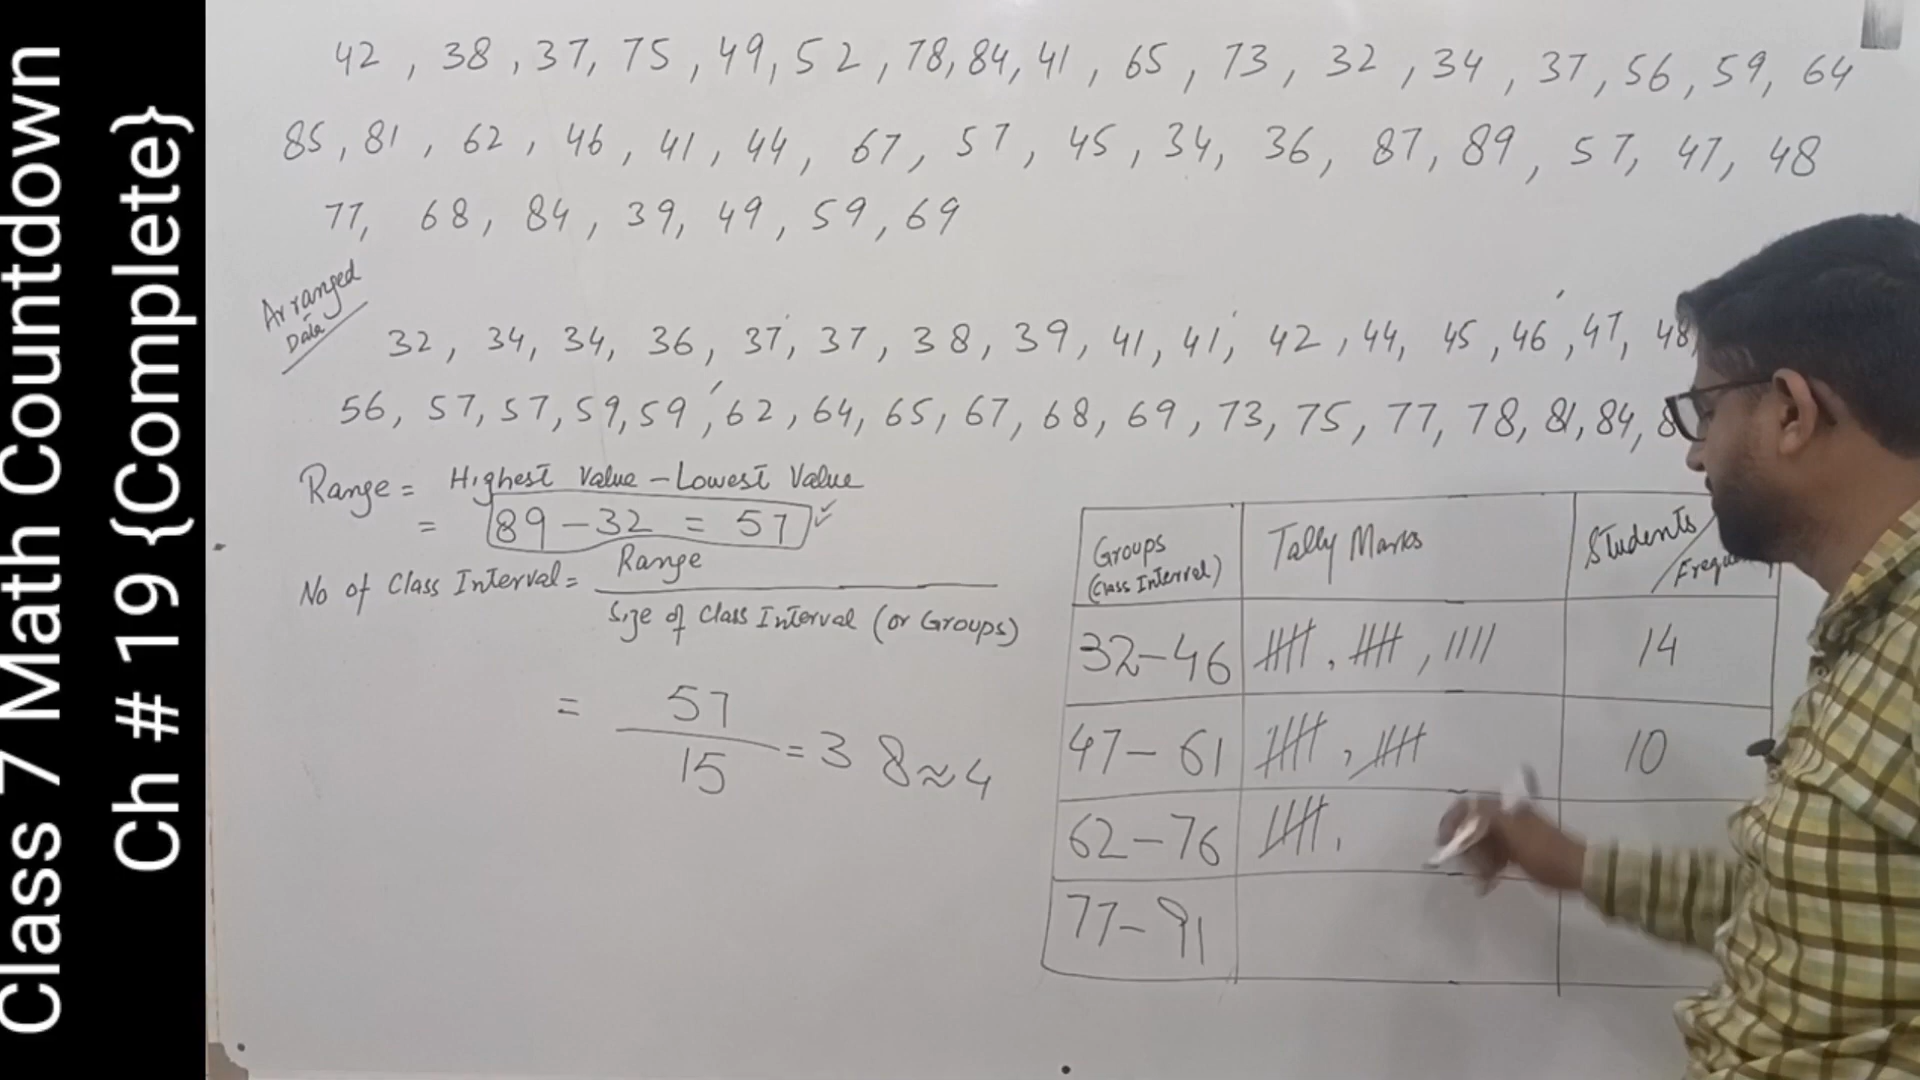 Class 7 Math Countdown
Ch # 19 {Complete}
42 , 38 , 37, 75 , 49, 52 , 78, 84, 41 , 65 , 73 , 32 , 34 , 37, 56 , 59, 64
85, 81 , 62 , 46 , 41 , 44 , 67 , 57 , 45 , 34, 36 , 87, 89 , 57, 47, 48
77, 68 , 84 , 39, 49 , 59 , 69
Arranged
Data
32 , 34, 34, 36 , 37, 37 , 38 , 39 , 41 , 41 , 42 , 44, 45 , 46 , 47, 48,
56, 57, 57, 59, 59 , 62 , 64 , 65 , 67 , 68 , 69 , 73 , 75 , 77, 78, 81, 84,
Range = Highest Value - Lowest Value
= 89 - 32 = 57
No of Class Interval = Range
Size of Class Interval (or Groups)
= 57
15 = 3 8 ≈ 4
Groups
(Class Interval)
Tally Marks
Students
32-46 , , |||| 14
47 - 61 , 10
62 - 76
77 - 91